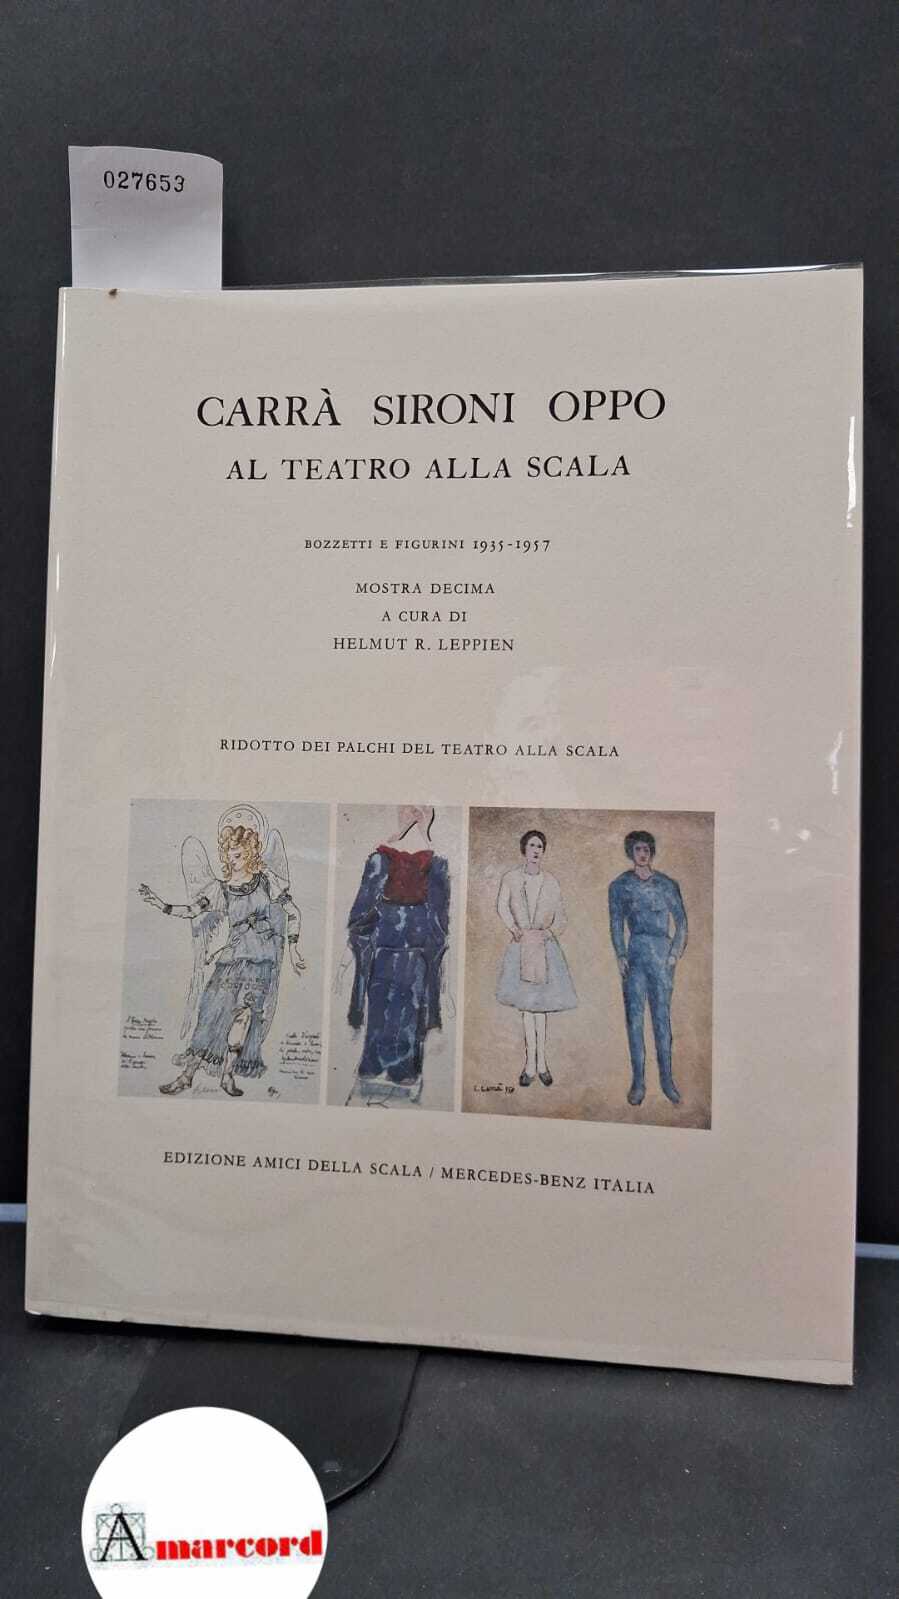 027653
CARRÀ SIRONI OPPO
AL TEATRO ALLA SCALA
BOZZETTI E FIGURINI 1935-1957
MOSTRA DECIMA
A CURA DI
HELMUT R. LEPPIEN
RIDOTTO DEI PALCHI DEL TEATRO ALLA SCALA
EDIZIONE AMICI DELLA SCALA / MERCEDES-BENZ ITALIA
Amarcord